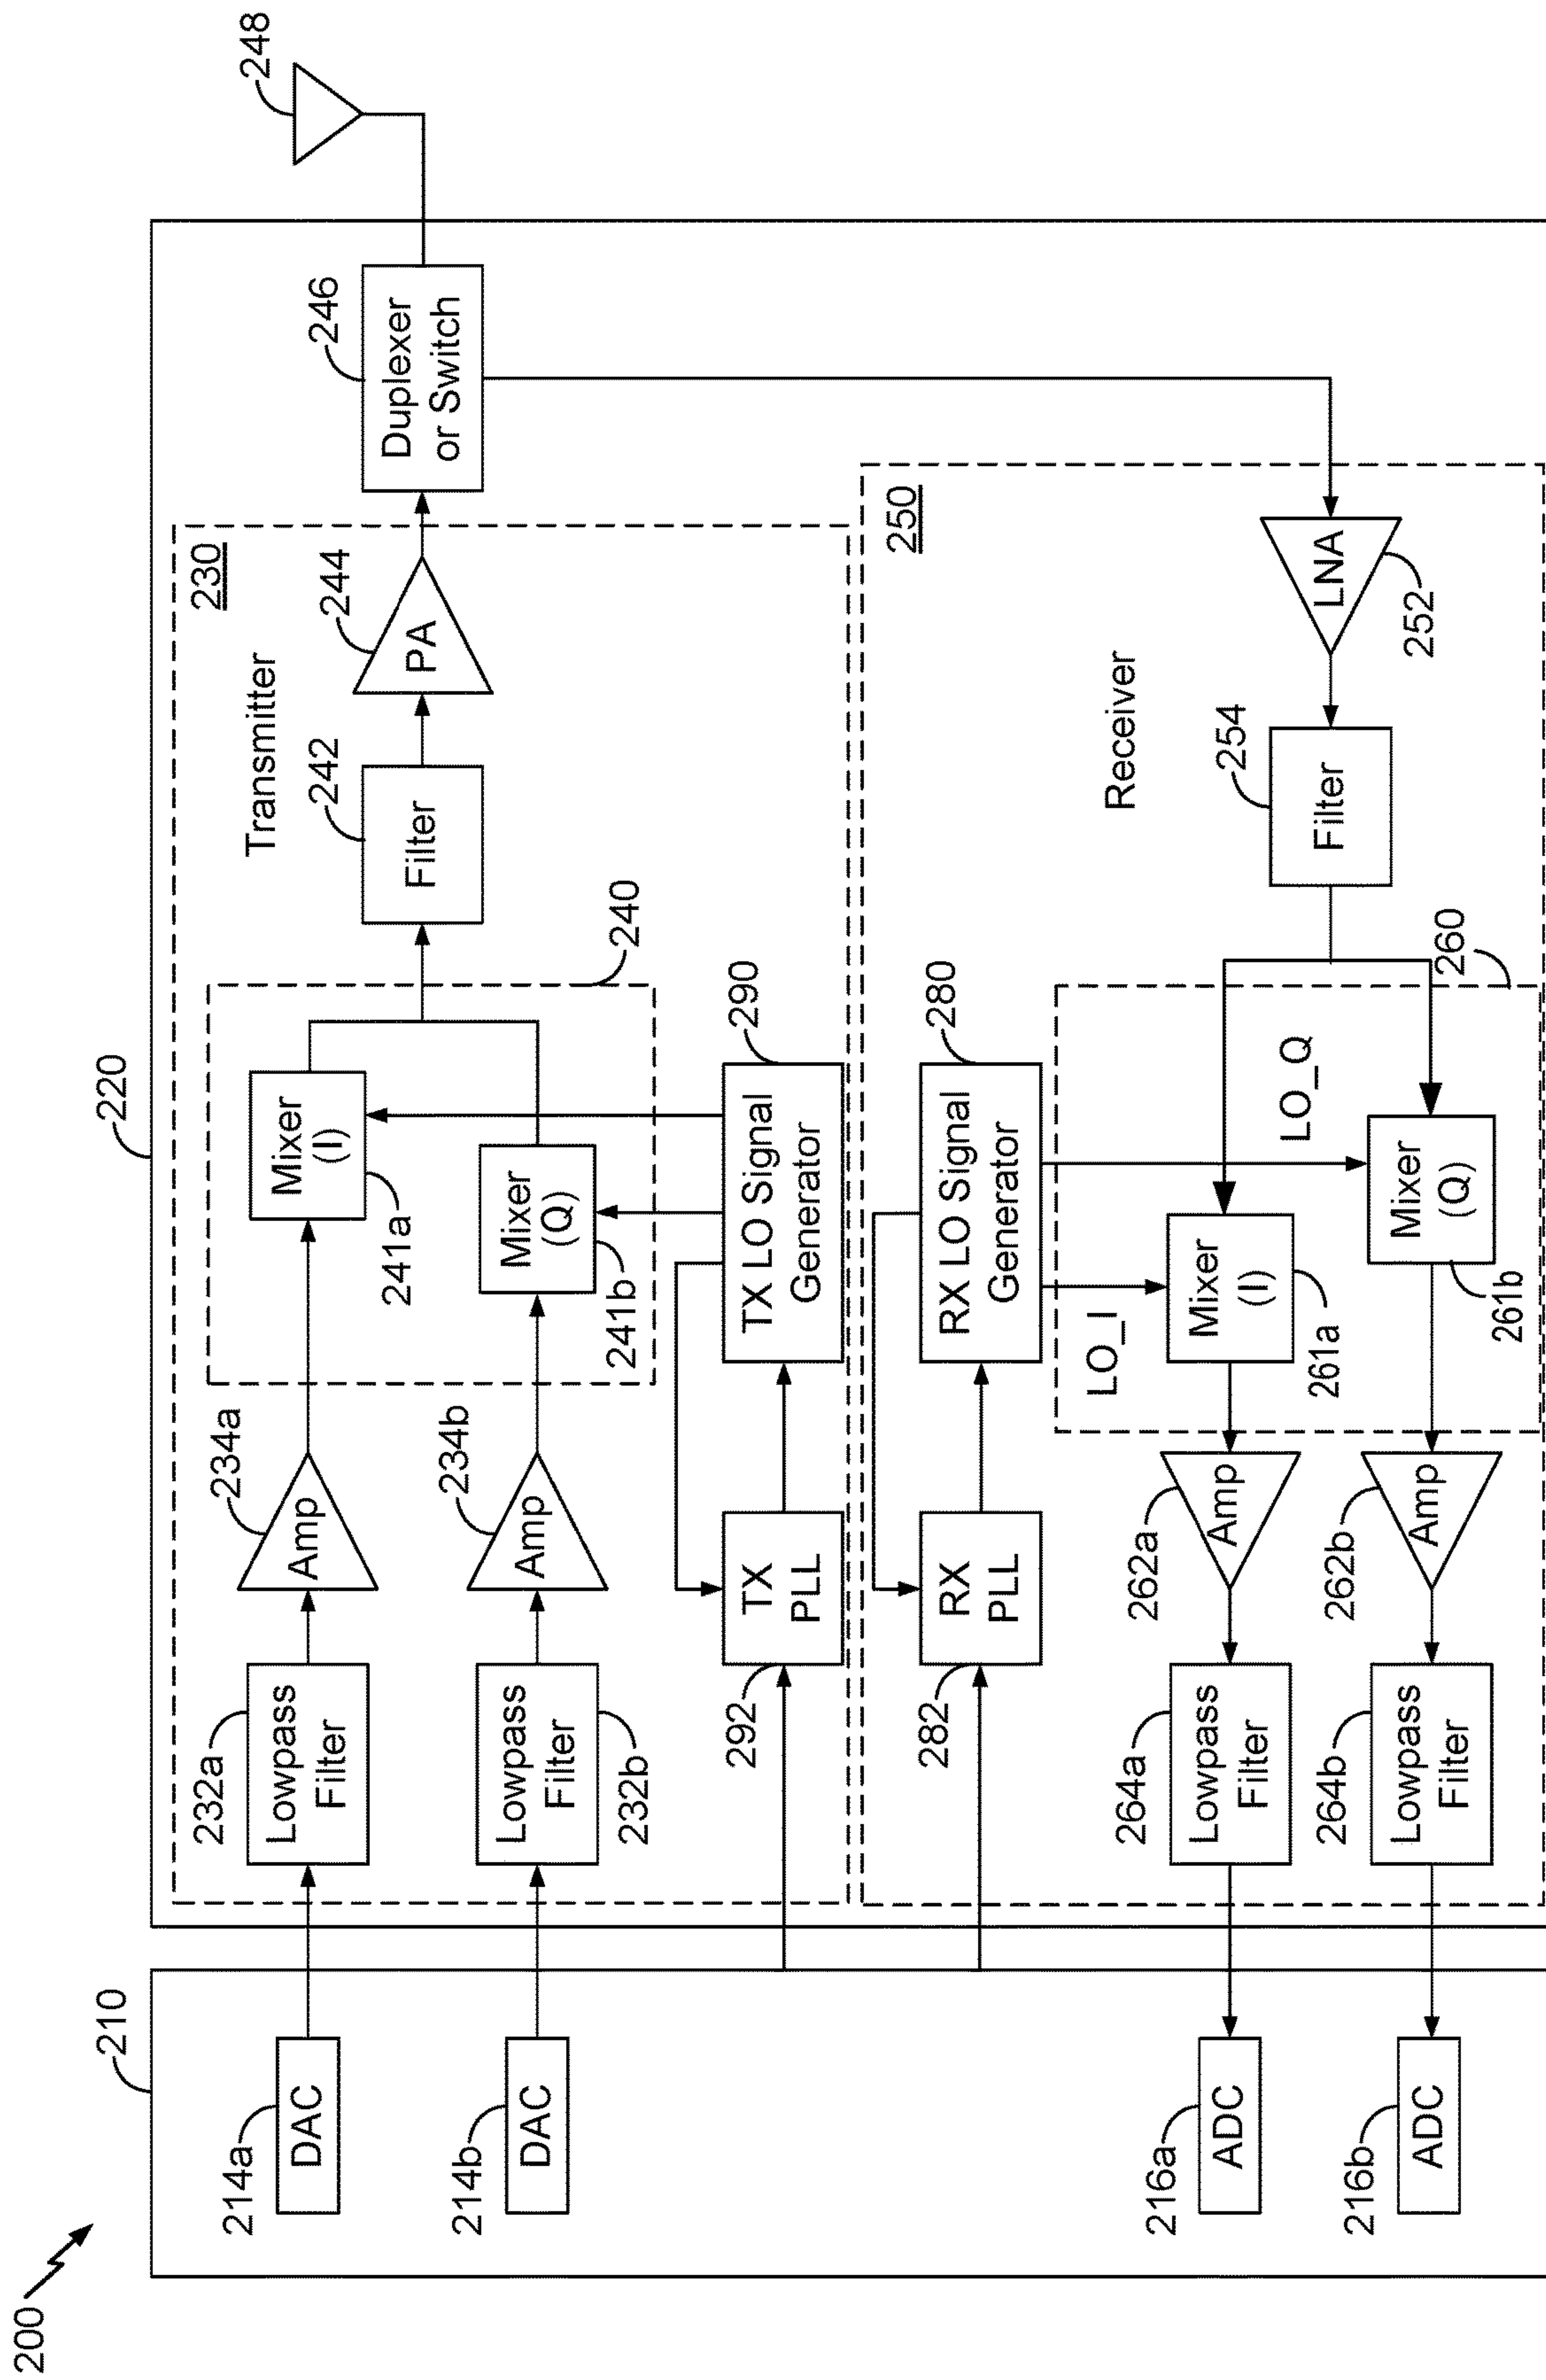 200
210
220
214a
DAC
232a
Lowpass
Filter
234a
Amp
Mixer
(I)
241a
Transmitter
230
242
Filter
244
PA
246
Duplexer
or Switch
248
214b
DAC
Lowpass
Filter
232b
234b
Amp
Mixer
(Q)
241b
240
292
TX
PLL
TX LO Signal
Generator
290
250
282
RX
PLL
RX LO Signal
Generator
280
Receiver
LO_I
LO_Q
260
216a
ADC
264a
Lowpass
Filter
262a
Amp
Mixer
(I)
261a
254
Filter
LNA
252
216b
ADC
264b
Lowpass
Filter
262b
Amp
Mixer
(Q)
261b